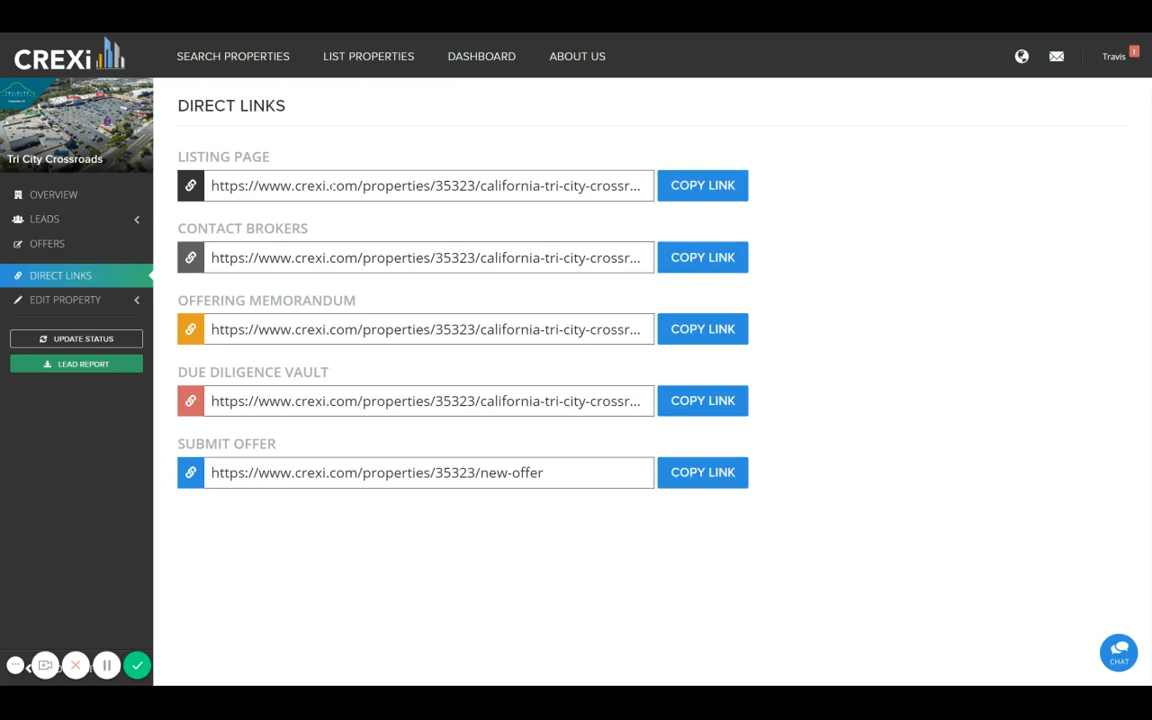 CREXi
SEARCH PROPERTIES
LIST PROPERTIES
DASHBOARD
ABOUT US
Travis
Tri City Crossroads
OVERVIEW
LEADS
OFFERS
DIRECT LINKS
EDIT PROPERTY
UPDATE STATUS
LEAD REPORT
DIRECT LINKS
LISTING PAGE
https://www.crexi.com/properties/35323/california-tri-city-crossr...
COPY LINK
CONTACT BROKERS
https://www.crexi.com/properties/35323/california-tri-city-crossr...
COPY LINK
OFFERING MEMORANDUM
https://www.crexi.com/properties/35323/california-tri-city-crossr...
COPY LINK
DUE DILIGENCE VAULT
https://www.crexi.com/properties/35323/california-tri-city-crossr...
COPY LINK
SUBMIT OFFER
https://www.crexi.com/properties/35323/new-offer
COPY LINK
CHAT